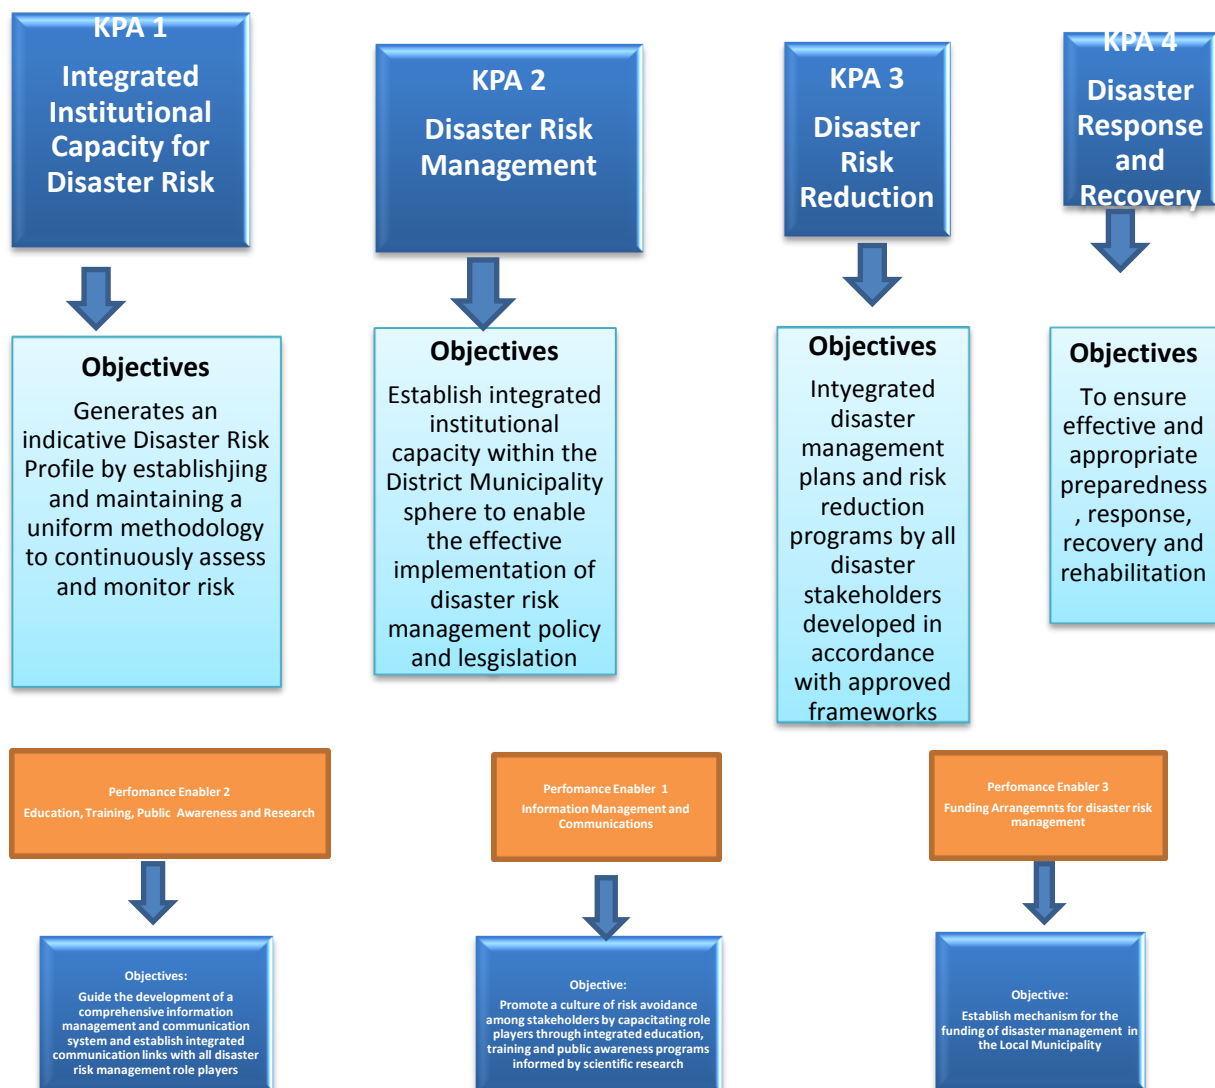 KPA 1
Integrated
Institutional
Capacity for
Disaster Risk
KPA 2
Disaster Risk
Management
KPA 3
Disaster
Risk
Reduction
KPA 4
Disaster
Response
and
Recovery
Objectives
Generates an
indicative Disaster Risk
Profile by establishjing
and maintaining a
uniform methodology
to continuously assess
and monitor risk
Objectives
Establish integrated
institutional
capacity within the
District Municipality
sphere to enable
the effective
implementation of
disaster risk
management policy
and lesgislation
Objectives
Intyegrated
disaster
management
plans and risk
reduction
programs by all
disaster
stakeholders
developed in
accordance
with approved
frameworks
Objectives
To ensure
effective and
appropriate
preparedness
, response,
recovery and
rehabilitation
Perfomance Enabler 2
Education, Training, Public Awareness and Research
Perfomance Enabler 1
Information Management and
Communications
Perfomance Enabler 3
Funding Arrangemnts for disaster risk
management
Objectives:
Guide the development of a
comprehensive information
management and communication
system and establish integrated
communication links with all disaster
risk management role players
Objective:
Promote a culture of risk avoidance
among stakeholders by capacitating role
players through integrated education,
training and public awareness programs
informed by scientific research
Objective:
Establish mechanism for the
funding of disaster management in
the Local Municipality